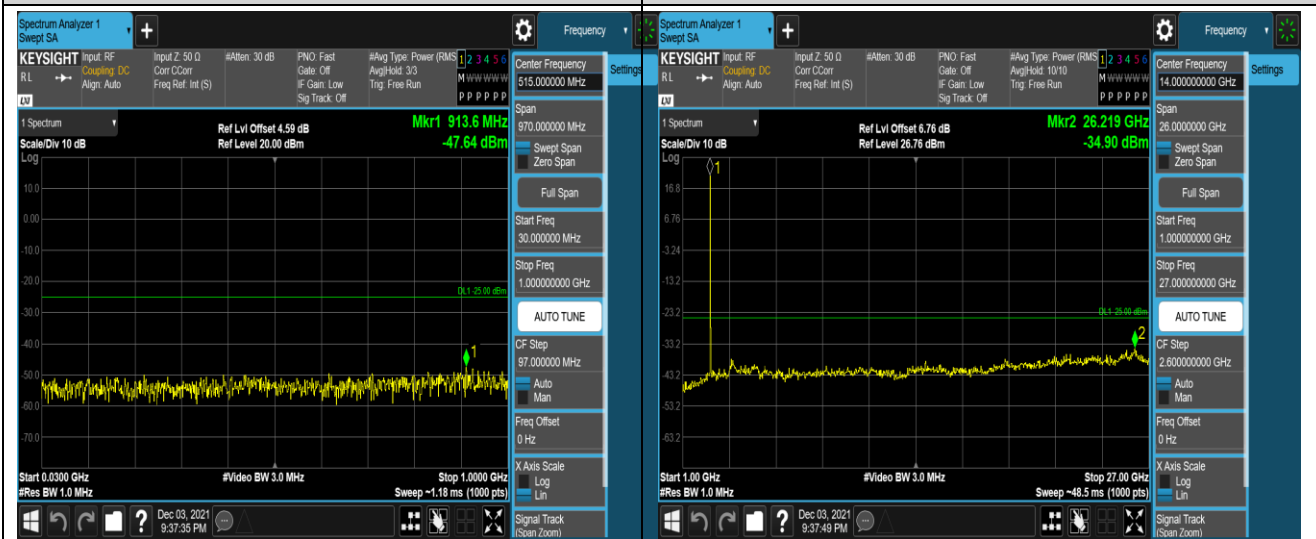 Spectrum Analyzer 1
Swept SA
Frequency
KEYSIGHT
Input: RF
Coupling: DC
Align: Auto
Input Z: 50 Ω
Corr CCorr
Freq Ref: Int (S)
#Atten: 30 dB
PNO: Fast
Gate: Off
IF Gain: Low
Sig Track: Off
#Avg Type: Power (RMS
Avg|Hold: 3/3
Trig: Free Run
1 2 3 4 5 6
M W W W W W
P P P P P P
RL
LXI
Center Frequency
515.000000 MHz
Settings
1 Spectrum
Scale/Div 10 dB
Log
Ref Lvl Offset 4.59 dB
Ref Level 20.00 dBm
Mkr1 913.6 MHz
-47.64 dBm
Span
970.000000 MHz
Swept Span
Zero Span
Full Span
Start Freq
30.000000 MHz
Stop Freq
1.000000000 GHz
AUTO TUNE
CF Step
97.000000 MHz
Auto
Man
Freq Offset
0 Hz
X Axis Scale
Log
Lin
Signal Track
(Span Zoom)
10.0
0.00
-10.0
-20.0
-30.0
-40.0
-50.0
-60.0
-70.0
DL1 -25.00 dBm
1
Start 0.0300 GHz
#Res BW 1.0 MHz
#Video BW 3.0 MHz
Stop 1.0000 GHz
Sweep ~1.18 ms (1000 pts)
?
Dec 03, 2021
9:37:35 PM
Spectrum Analyzer 1
Swept SA
Frequency
KEYSIGHT
Input: RF
Coupling: DC
Align: Auto
Input Z: 50 Ω
Corr CCorr
Freq Ref: Int (S)
#Atten: 30 dB
PNO: Fast
Gate: Off
IF Gain: Low
Sig Track: Off
#Avg Type: Power (RMS
Avg|Hold: 10/10
Trig: Free Run
1 2 3 4 5 6
M W W W W W
P P P P P P
RL
LXI
Center Frequency
14.000000000 GHz
Settings
1 Spectrum
Scale/Div 10 dB
Log
Ref Lvl Offset 6.76 dB
Ref Level 26.76 dBm
Mkr2 26.219 GHz
-34.90 dBm
Span
26.0000000 GHz
Swept Span
Zero Span
Full Span
Start Freq
1.000000000 GHz
Stop Freq
27.000000000 GHz
AUTO TUNE
CF Step
2.600000000 GHz
Auto
Man
Freq Offset
0 Hz
X Axis Scale
Log
Lin
Signal Track
(Span Zoom)
1
16.8
6.76
-3.24
-13.2
-23.2
-33.2
-43.2
-53.2
-63.2
DL1 -25.00 dBm
2
Start 1.00 GHz
#Res BW 1.0 MHz
#Video BW 3.0 MHz
Stop 27.00 GHz
Sweep ~48.5 ms (1000 pts)
?
Dec 03, 2021
9:37:49 PM